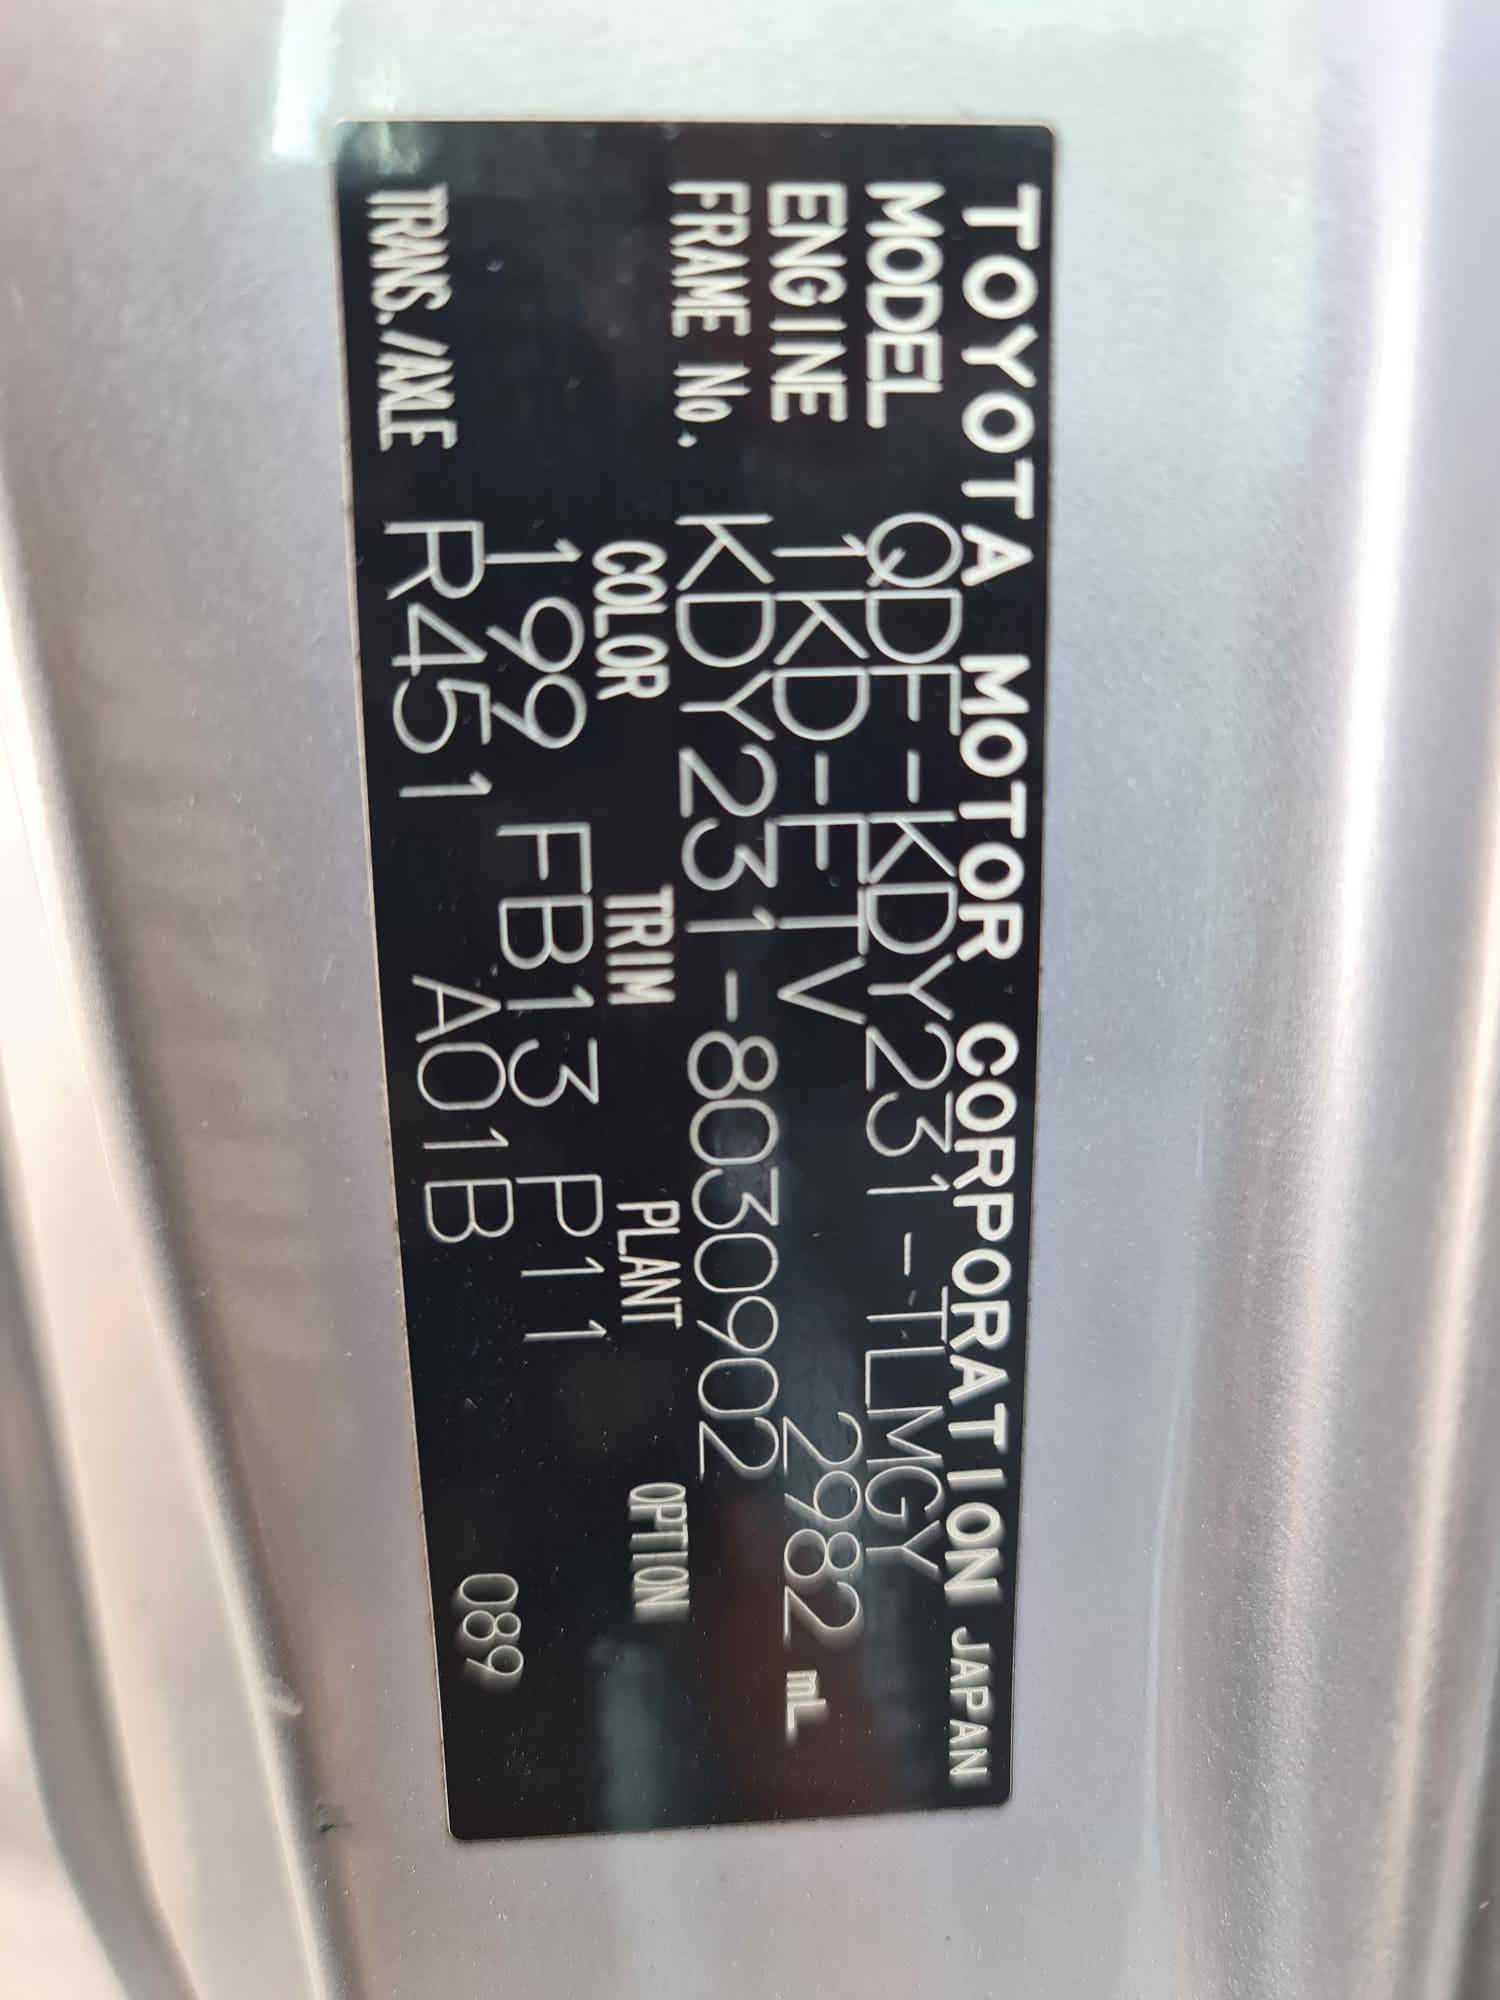 TOYOTA MOTOR CORPORATION JAPAN
MODEL QDF-KDY231-TLMGY
ENGINE 1KD-FTV 2982 mL
FRAME No. KDY231-8030902
COLOR TRIM PLANT OPTION
199 FB13 P11
TRANS./AXLE R451 A01B 089